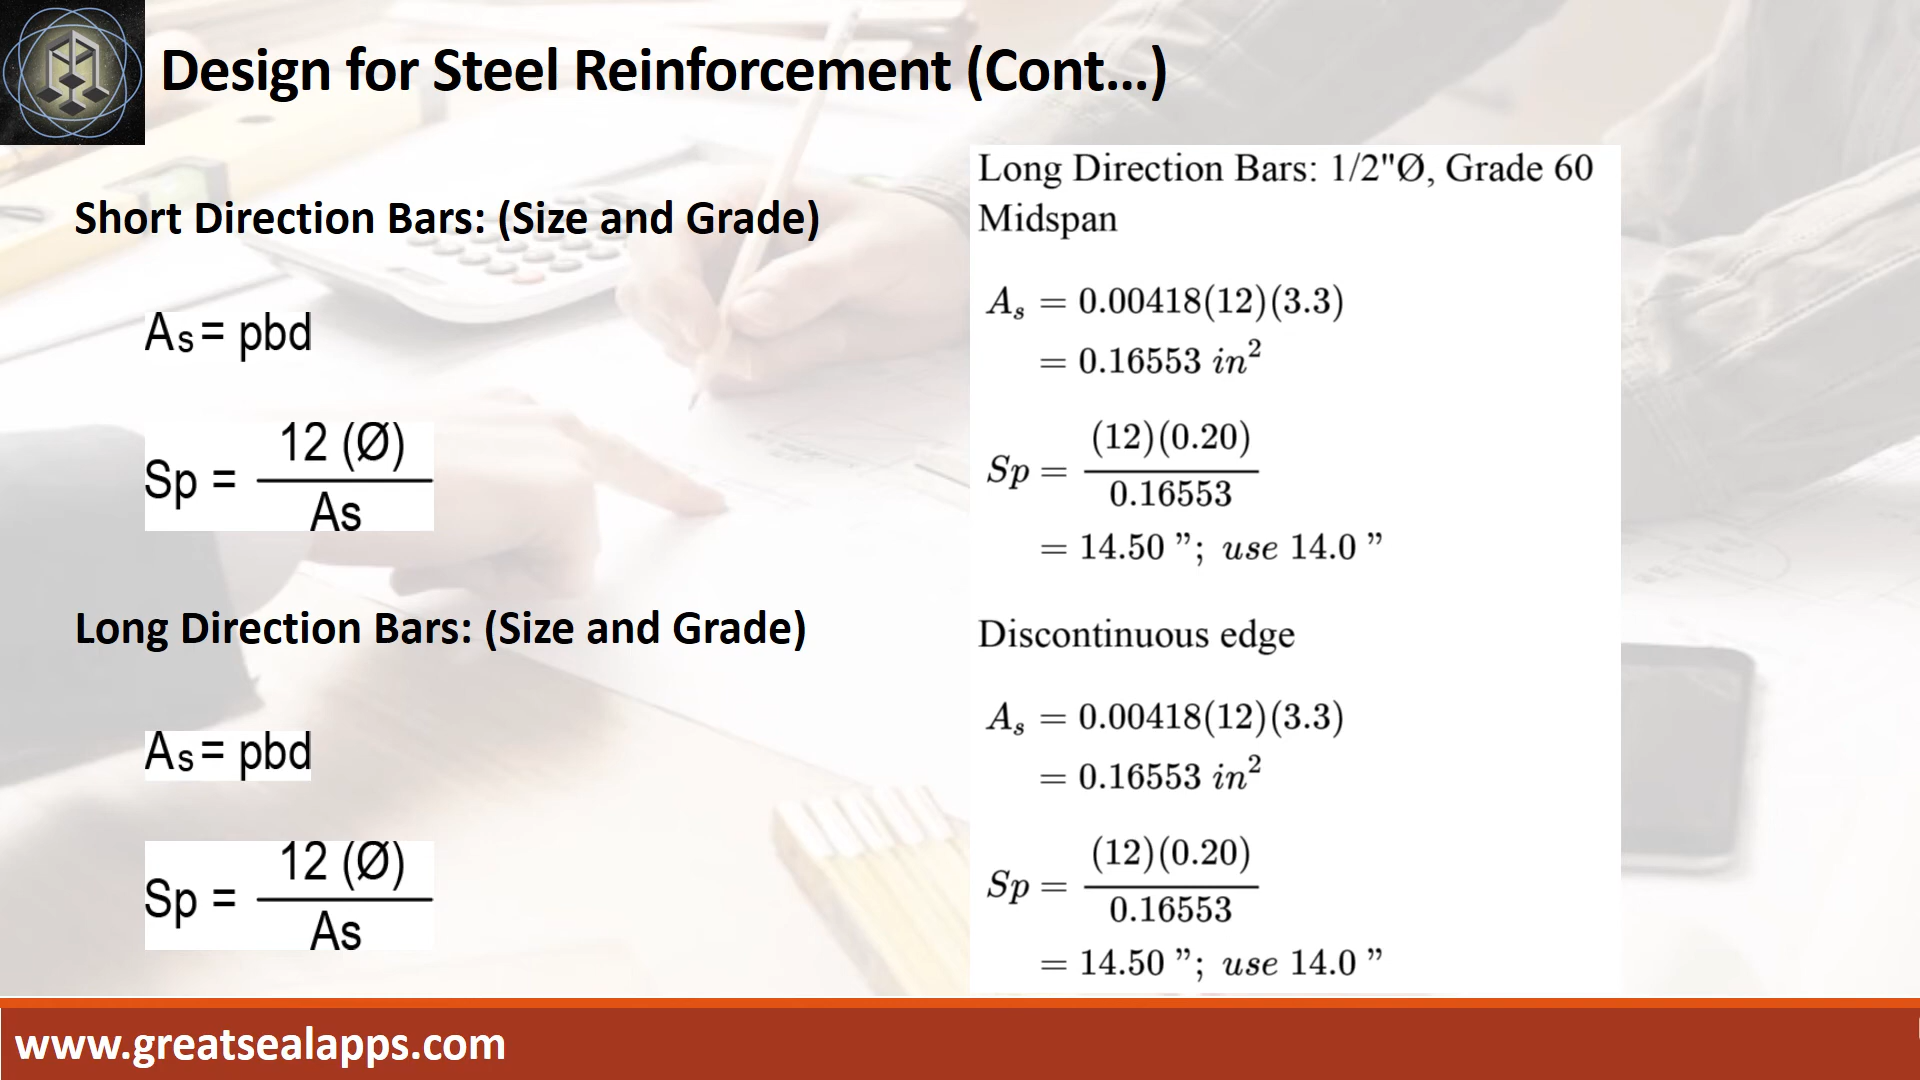 Design for Steel Reinforcement (Cont…)
Short Direction Bars: (Size and Grade)
As = pbd
Sp = 12 (Ø) / As
Long Direction Bars: (Size and Grade)
As = pbd
Sp = 12 (Ø) / As
Long Direction Bars: 1/2"Ø, Grade 60
Midspan
As = 0.00418(12)(3.3)
= 0.16553 in²
Sp = (12)(0.20) / 0.16553
= 14.50 ”; use 14.0 ”
Discontinuous edge
As = 0.00418(12)(3.3)
= 0.16553 in²
Sp = (12)(0.20) / 0.16553
= 14.50 ”; use 14.0 ”
www.greatsealapps.com